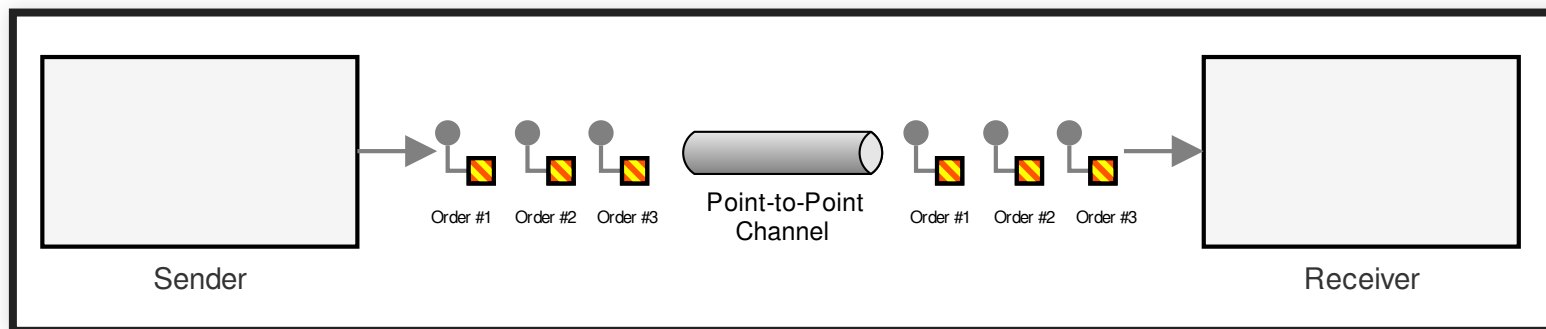 Order #1
Order #2
Order #3
Point-to-Point
Channel
Order #1
Order #2
Order #3
Sender
Receiver